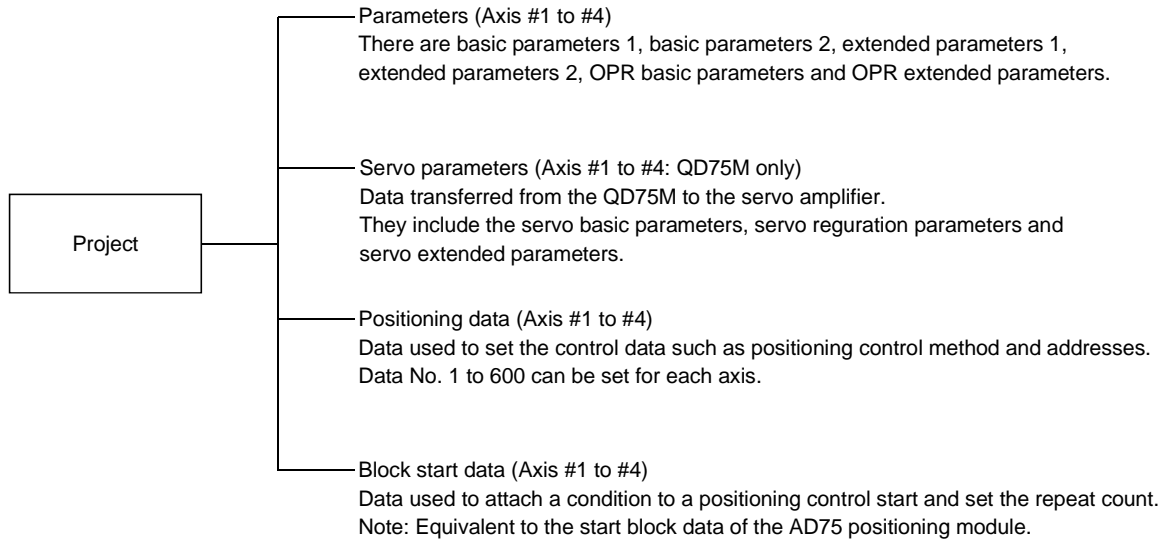 Project
Parameters (Axis #1 to #4)
There are basic parameters 1, basic parameters 2, extended parameters 1,
extended parameters 2, OPR basic parameters and OPR extended parameters.
Servo parameters (Axis #1 to #4: QD75M only)
Data transferred from the QD75M to the servo amplifier.
They include the servo basic parameters, servo reguration parameters and
servo extended parameters.
Positioning data (Axis #1 to #4)
Data used to set the control data such as positioning control method and addresses.
Data No. 1 to 600 can be set for each axis.
Block start data (Axis #1 to #4)
Data used to attach a condition to a positioning control start and set the repeat count.
Note: Equivalent to the start block data of the AD75 positioning module.